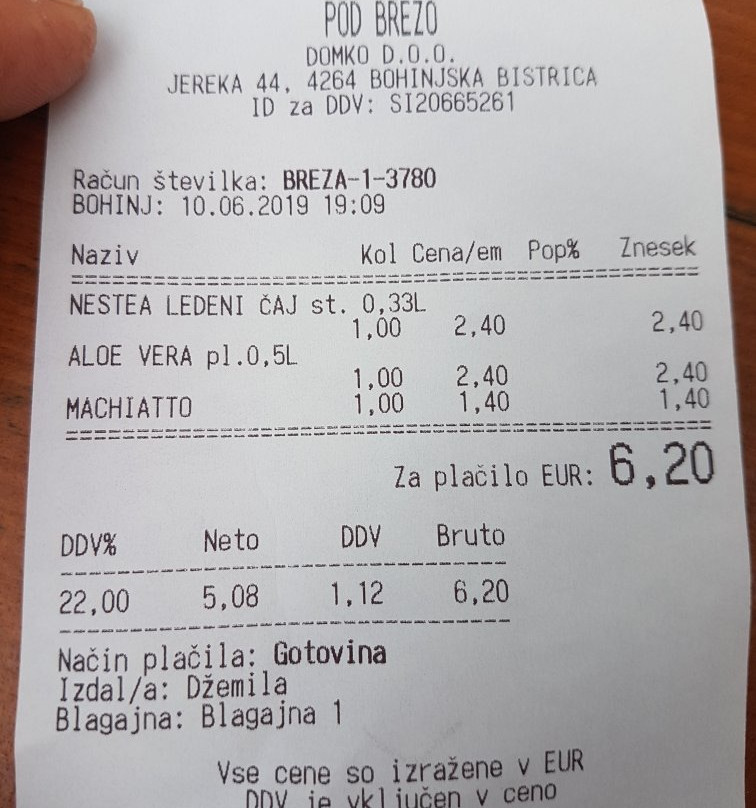 POD BREZO
DOMKO D.O.O.
JEREKA 44, 4264 BOHINJSKA BISTRICA
ID za DDV: SI20665261
Račun številka: BREZA-1-3780
BOHINJ: 10.06.2019 19:09
Naziv Kol Cena/em Pop% Znesek
NESTEA LEDENI ČAJ st. 0,33L
1,00 2,40 2,40
ALOE VERA pl.0,5L
1,00 2,40 2,40
MACHIATTO 1,00 1,40 1,40
Za plačilo EUR: 6,20
DDV% Neto DDV Bruto
22,00 5,08 1,12 6,20
Način plačila: Gotovina
Izdal/a: Džemila
Blagajna: Blagajna 1
Vse cene so izražene v EUR
DDV je vključen v ceno